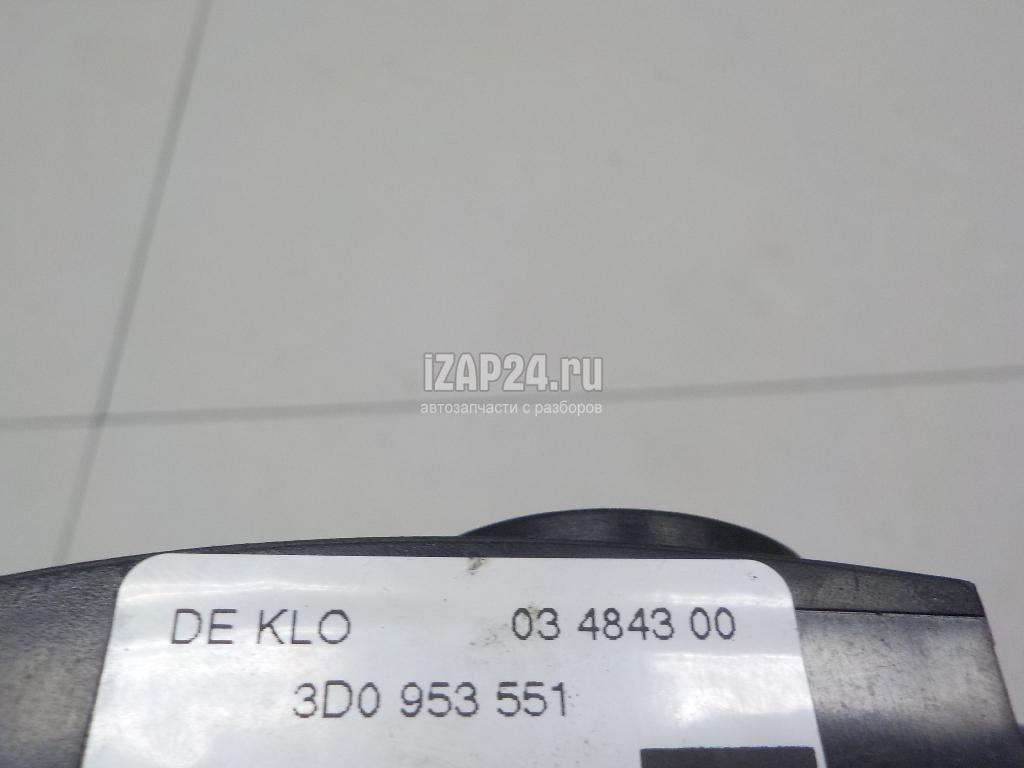 iZAP24.ru
автозапчасти с разборов
DE KLO 03 4843 00
3D0 953 551